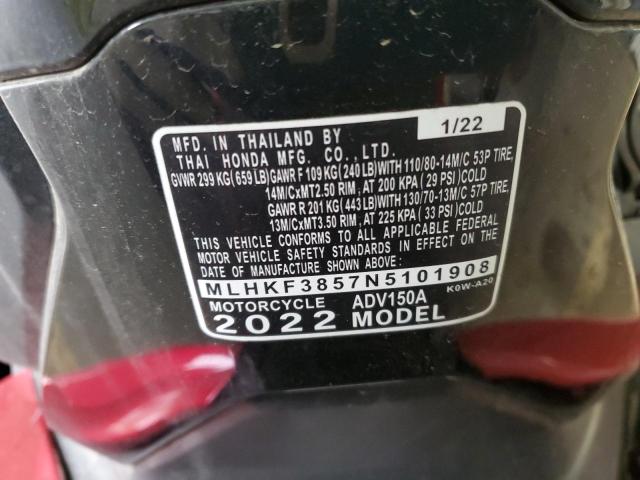 MFD. IN THAILAND BY 1/22
THAI HONDA MFG. CO., LTD.
GVWR 299 KG(659 LB)GAWR F 109 KG(240 LB)WITH 110/80-14M/C 53P TIRE,
14M/CxMT2.50 RIM, AT 200 KPA (29 PSI)COLD
GAWR R 201 KG(443 LB)WITH 130/70-13M/C 57P TIRE,
13M/CxMT3.50 RIM, AT 225 KPA (33 PSI)COLD
THIS VEHICLE CONFORMS TO ALL APPLICABLE FEDERAL
MOTOR VEHICLE SAFETY STANDARDS IN EFFECT ON THE
DATE OF MANUFACTURE SHOWN ABOVE.
MLHKF3857N5101908
MOTORCYCLE ADV150A K0W-A20
2022 MODEL